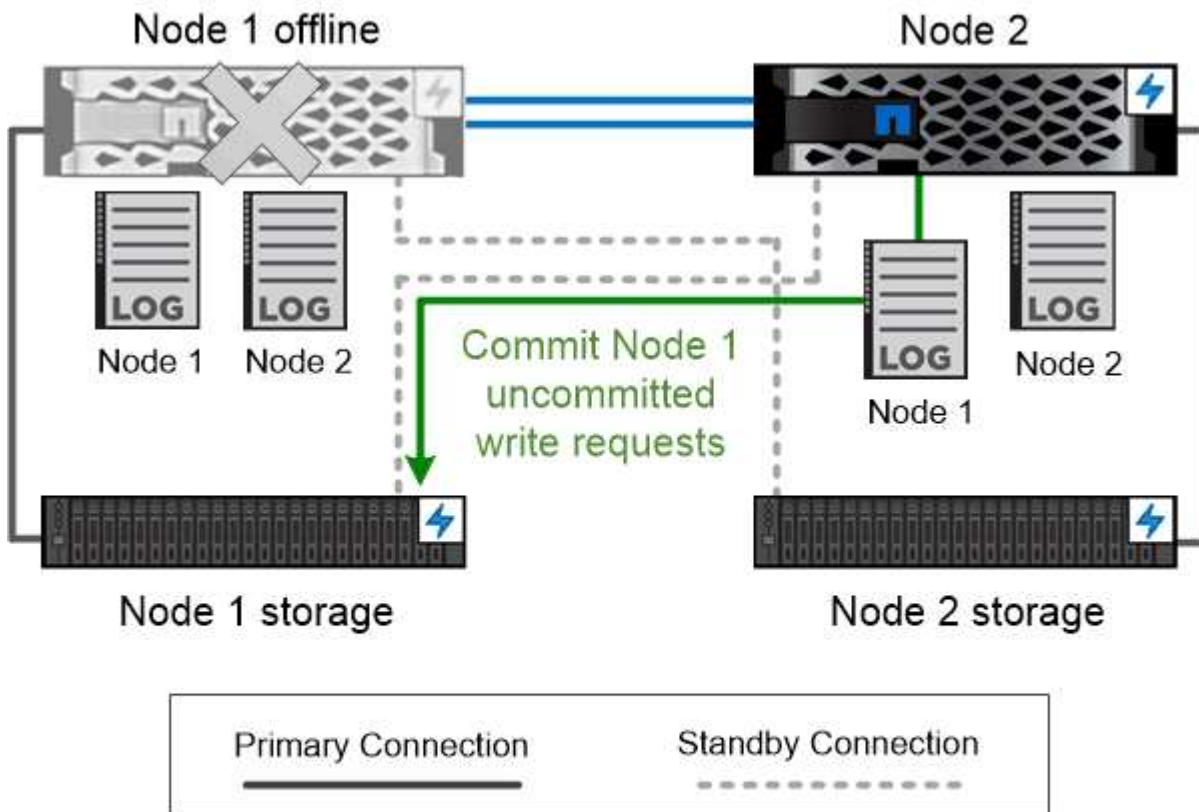 Node 1 offline
Node 2
LOG
Node 1
LOG
Node 2
LOG
Node 1
LOG
Node 2
Commit Node 1
uncommitted
write requests
Node 1 storage
Node 2 storage
Primary Connection
Standby Connection